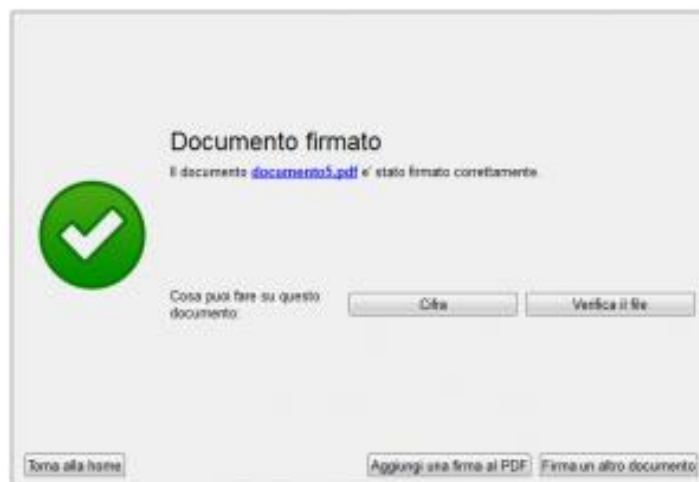 Documento firmato
Il documento documento5.pdf e' stato firmato correttamente.
Cosa puoi fare su questo
documento:
Cifra
Verifica il file
Torna alla home
Aggiungi una firma al PDF
Firma un altro documento